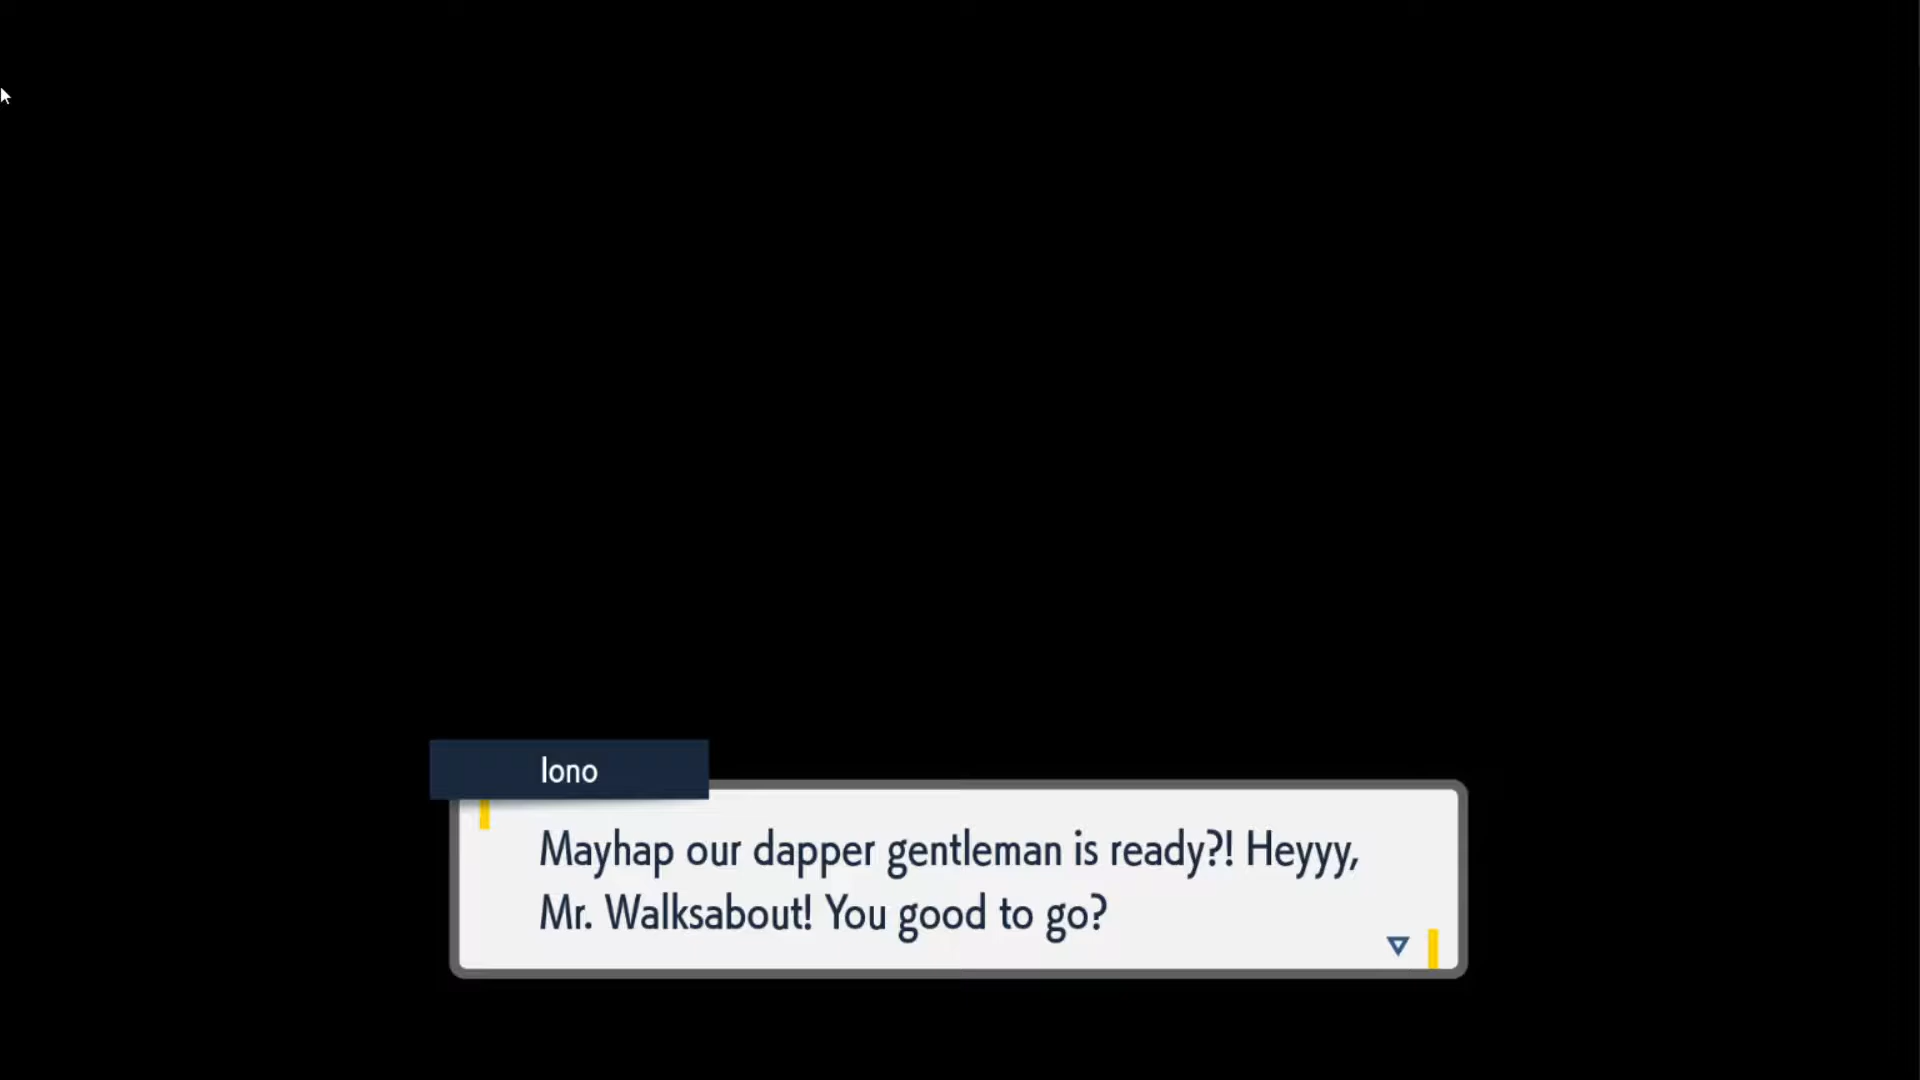 Iono
Mayhap our dapper gentleman is ready?! Heyyy,
Mr. Walksabout! You good to go?